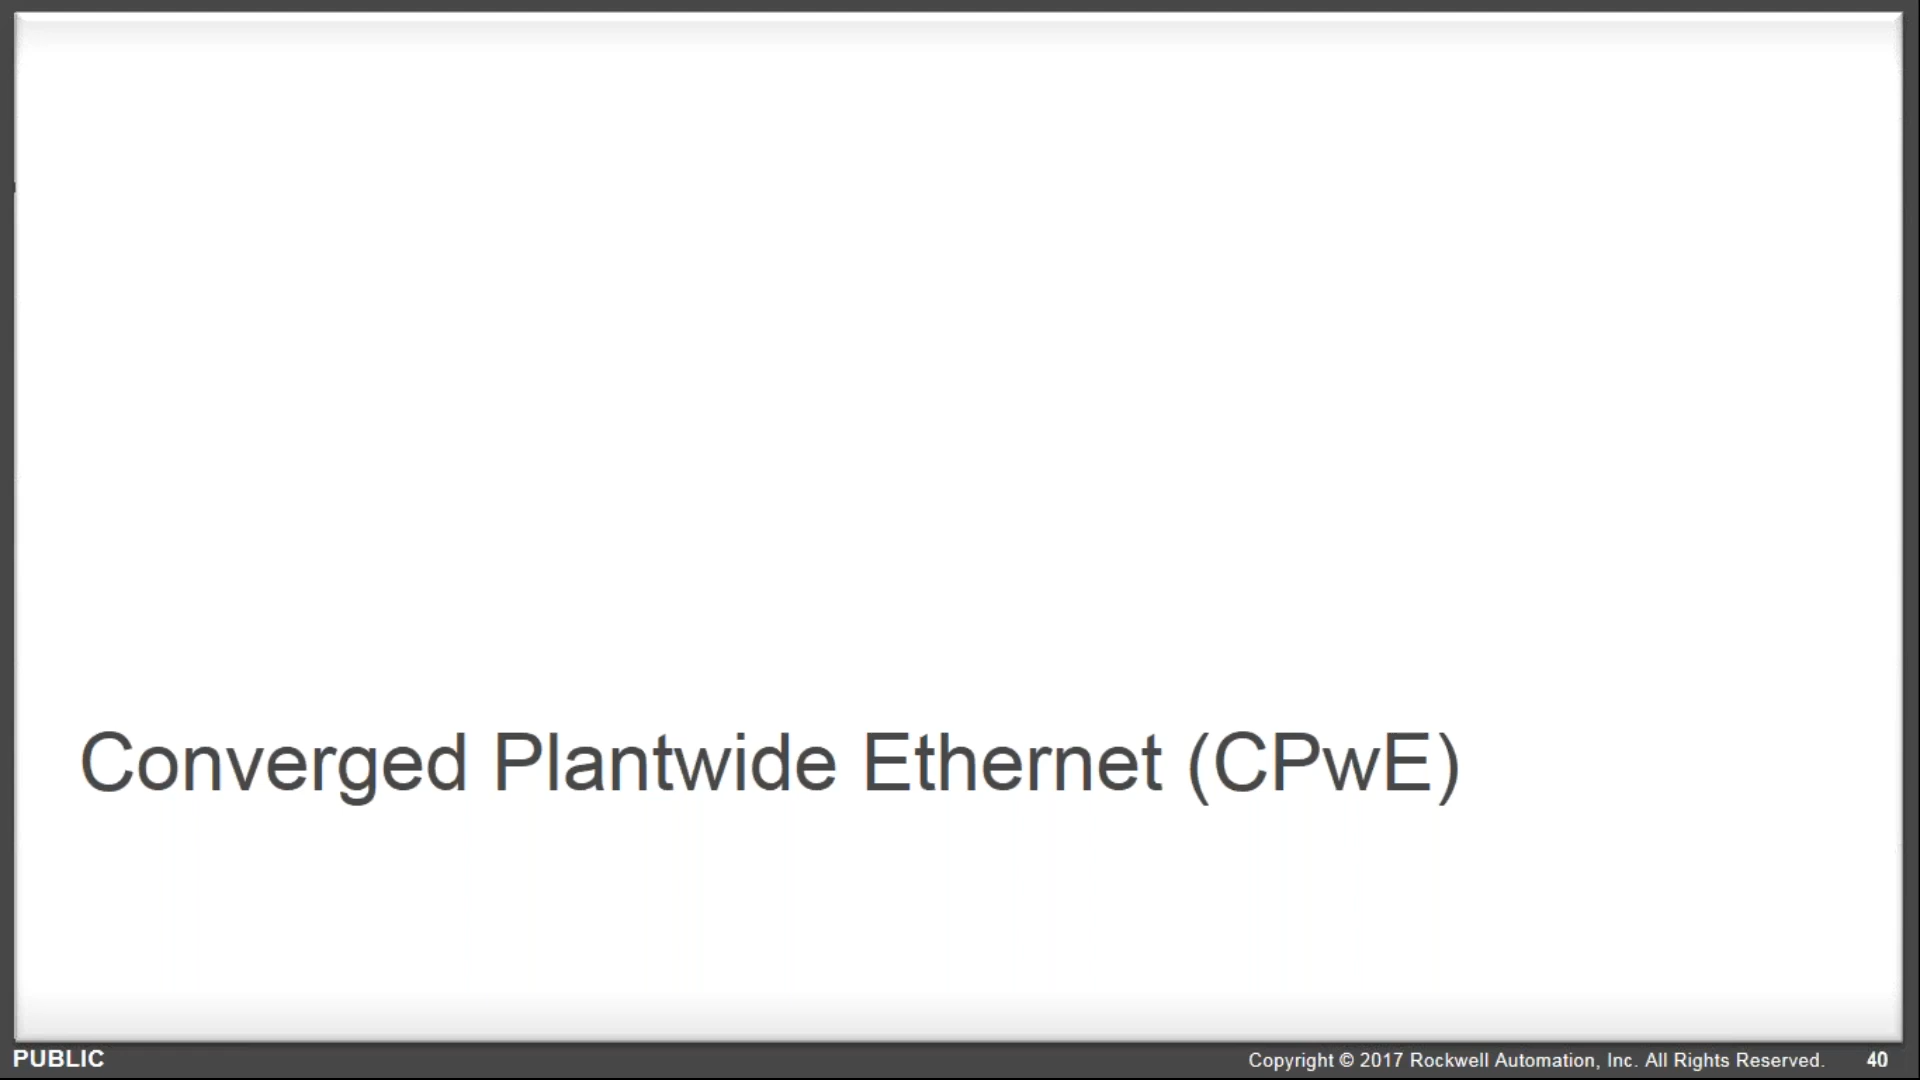 Converged Plantwide Ethernet (CPwE)
PUBLIC
Copyright © 2017 Rockwell Automation, Inc. All Rights Reserved. 40